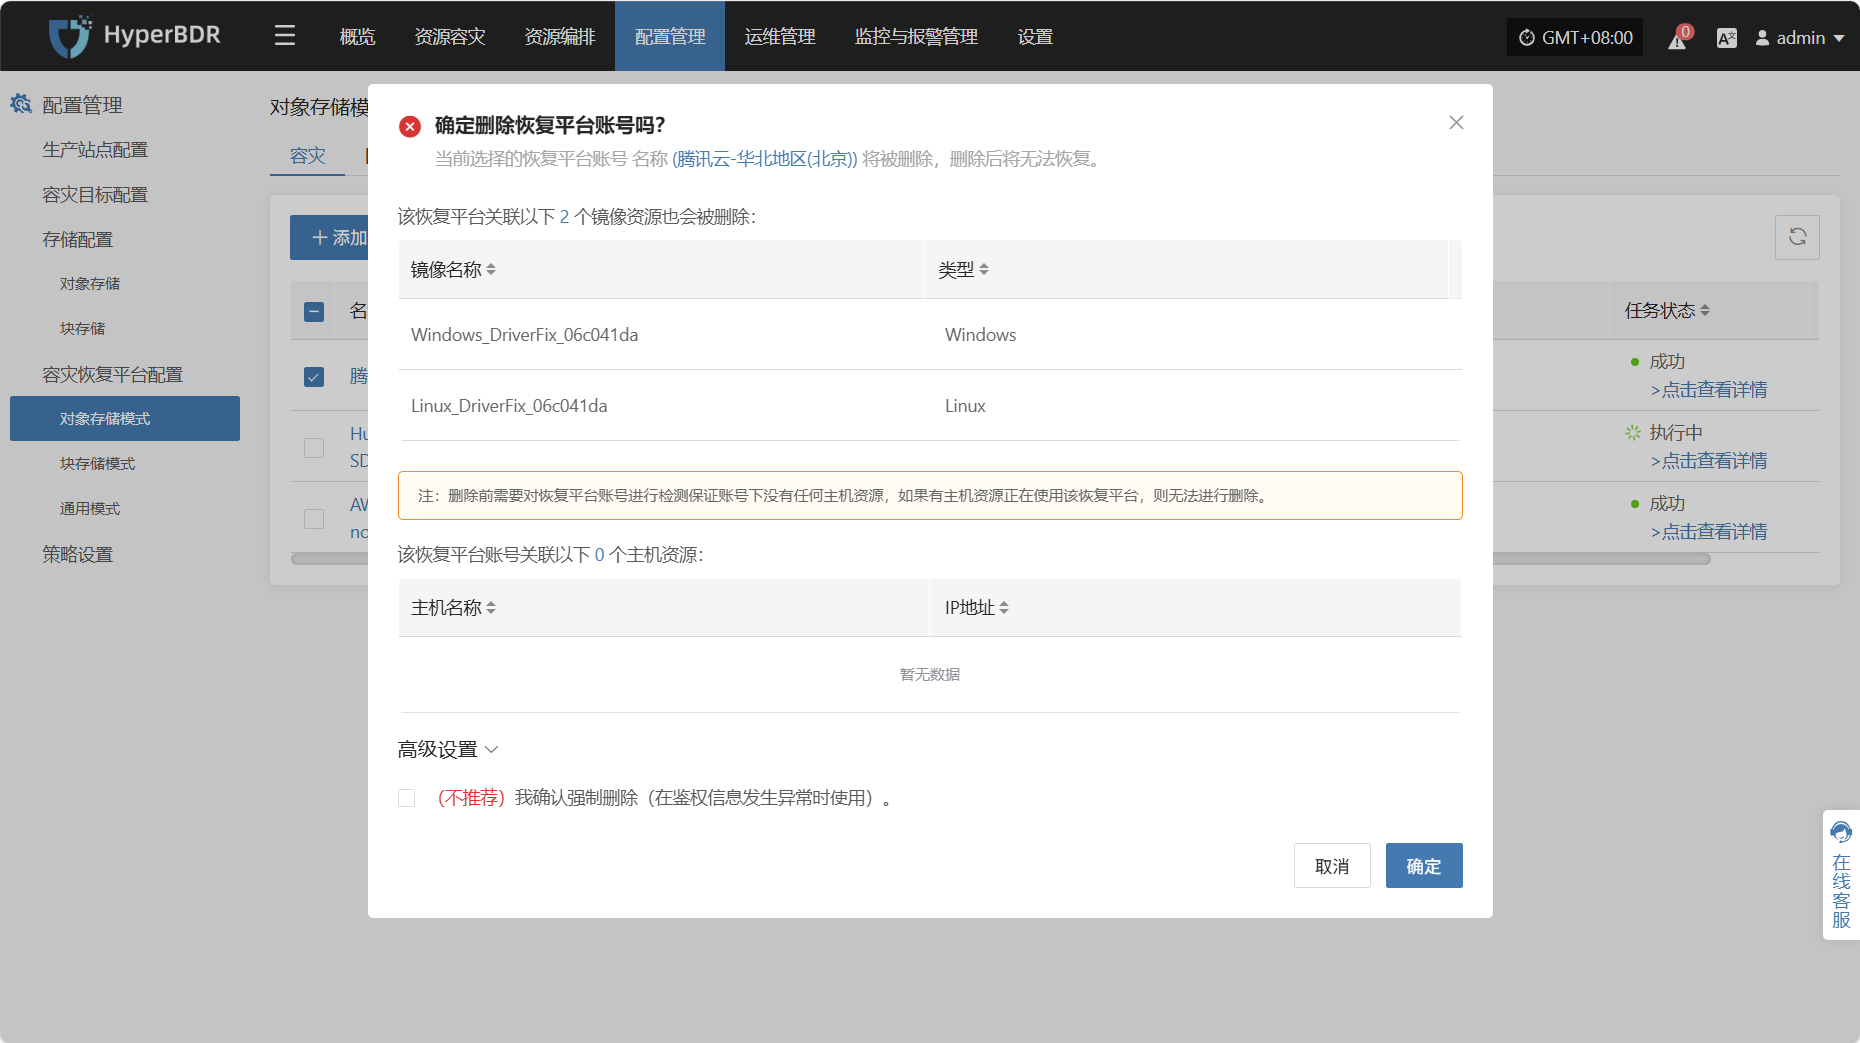 HyperBDR
概览
资源容灾
资源编排
配置管理
运维管理
监控与报警管理
设置
GMT+08:00
0
admin
配置管理
生产站点配置
容灾目标配置
存储配置
对象存储
块存储
容灾恢复平台配置
对象存储模式
块存储模式
通用模式
策略设置
对象存储模
容灾
添加
名
任务状态
腾
成功
>点击查看详情
Hu
SD
执行中
>点击查看详情
AW
no
成功
>点击查看详情
确定删除恢复平台账号吗?
当前选择的恢复平台账号 名称 (腾讯云-华北地区(北京)) 将被删除，删除后将无法恢复。
该恢复平台关联以下 2 个镜像资源也会被删除：
镜像名称
类型
Windows_DriverFix_06c041da
Windows
Linux_DriverFix_06c041da
Linux
注：删除前需要对恢复平台账号进行检测保证账号下没有任何主机资源，如果有主机资源正在使用该恢复平台，则无法进行删除。
该恢复平台账号关联以下 0 个主机资源：
主机名称
IP地址
暂无数据
高级设置
（不推荐）我确认强制删除（在鉴权信息发生异常时使用）。
取消
确定
在线客服